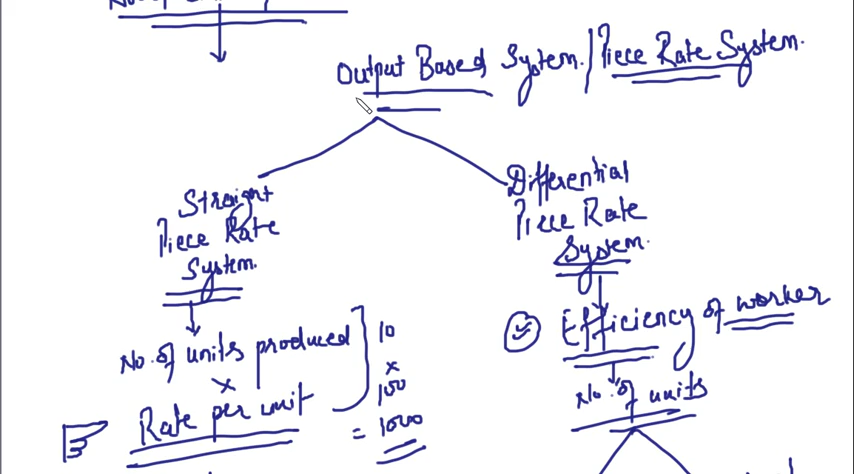 Output Based System / Piece Rate System.
Straight
Piece Rate
System.
Differential
Piece Rate
System.
No. of units produced
x
Rate per unit
10
x
100
= 1000
Efficiency of worker
No. of units